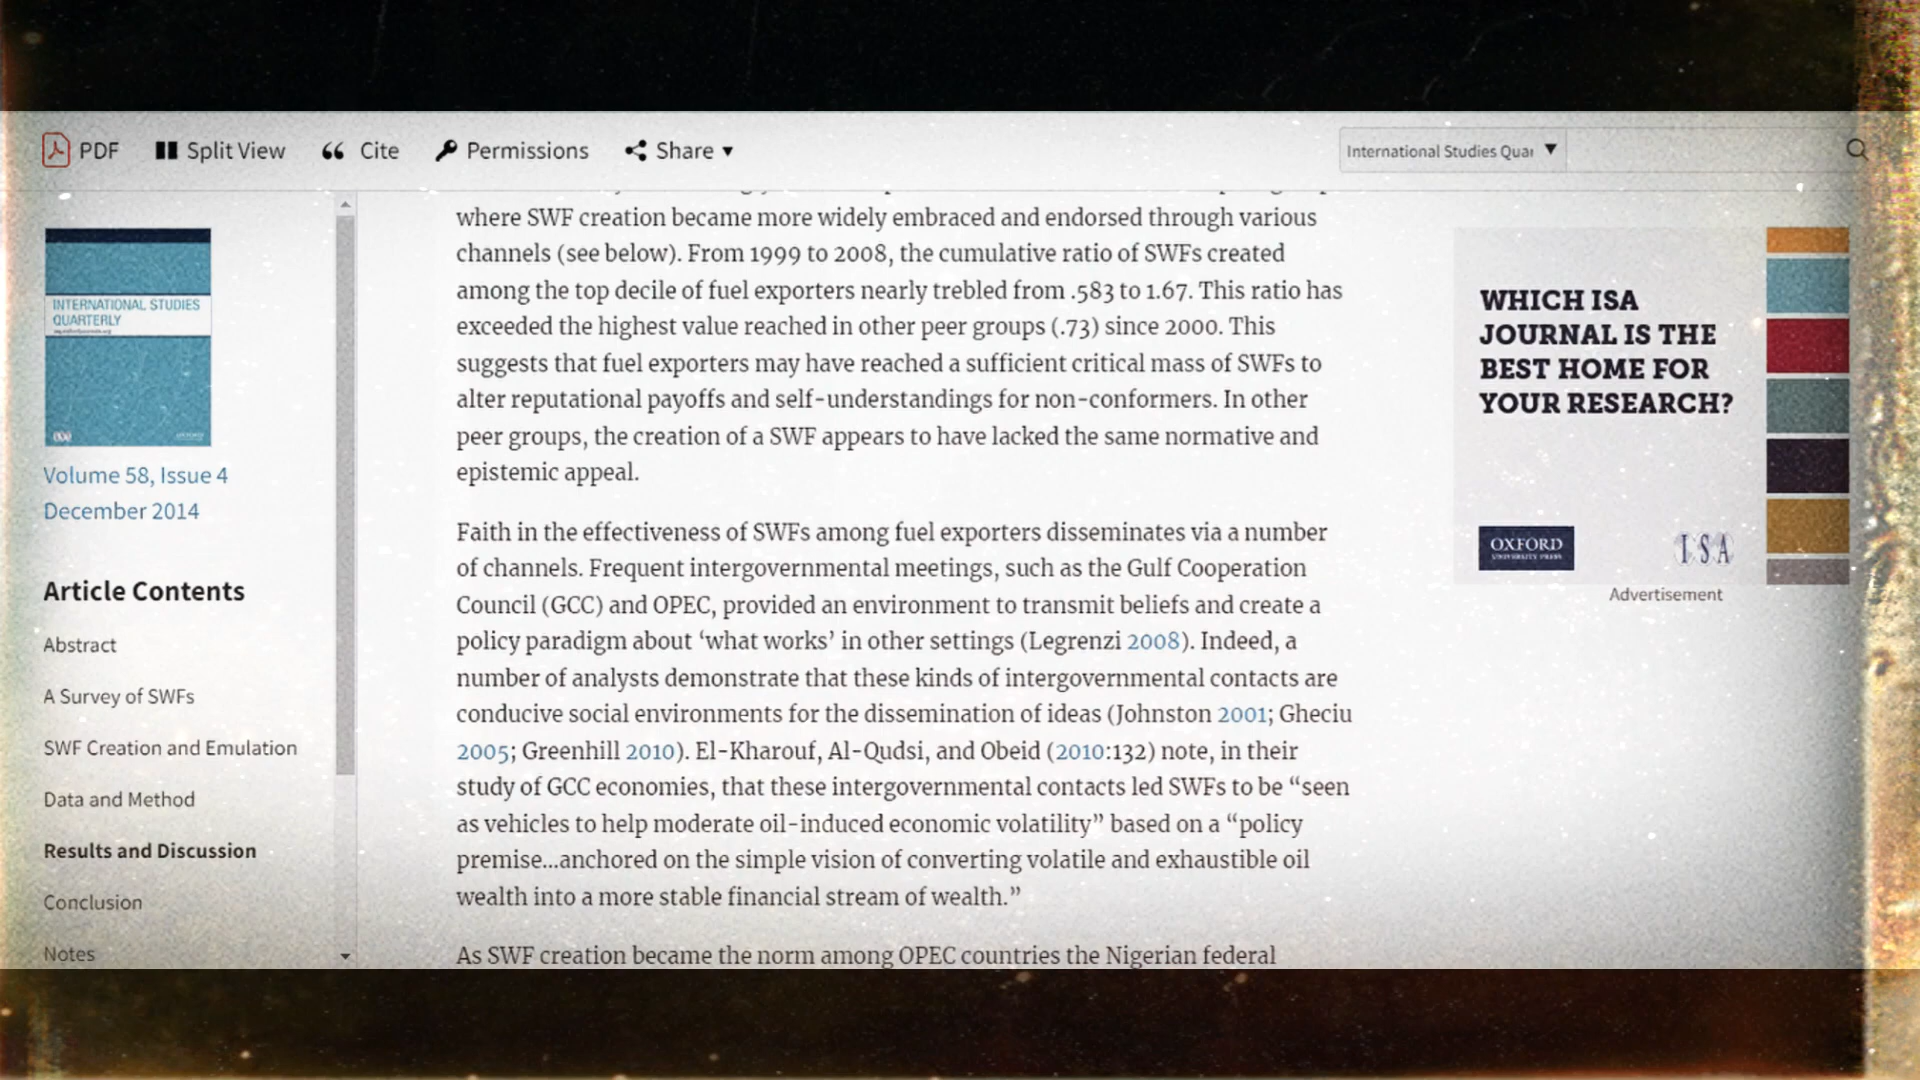 PDF
Split View
Cite
Permissions
Share
International Studies Quar
INTERNATIONAL STUDIES
QUARTERLY
Volume 58, Issue 4
December 2014
Article Contents
Abstract
A Survey of SWFs
SWF Creation and Emulation
Data and Method
Results and Discussion
Conclusion
Notes
where SWF creation became more widely embraced and endorsed through various
channels (see below). From 1999 to 2008, the cumulative ratio of SWFs created
among the top decile of fuel exporters nearly trebled from .583 to 1.67. This ratio has
exceeded the highest value reached in other peer groups (.73) since 2000. This
suggests that fuel exporters may have reached a sufficient critical mass of SWFs to
alter reputational payoffs and self-understandings for non-conformers. In other
peer groups, the creation of a SWF appears to have lacked the same normative and
epistemic appeal.
Faith in the effectiveness of SWFs among fuel exporters disseminates via a number
of channels. Frequent intergovernmental meetings, such as the Gulf Cooperation
Council (GCC) and OPEC, provided an environment to transmit beliefs and create a
policy paradigm about ‘what works’ in other settings (Legrenzi 2008). Indeed, a
number of analysts demonstrate that these kinds of intergovernmental contacts are
conducive social environments for the dissemination of ideas (Johnston 2001; Gheciu
2005; Greenhill 2010). El-Kharouf, Al-Qudsi, and Obeid (2010:132) note, in their
study of GCC economies, that these intergovernmental contacts led SWFs to be “seen
as vehicles to help moderate oil-induced economic volatility” based on a “policy
premise...anchored on the simple vision of converting volatile and exhaustible oil
wealth into a more stable financial stream of wealth.”
As SWF creation became the norm among OPEC countries the Nigerian federal
WHICH ISA
JOURNAL IS THE
BEST HOME FOR
YOUR RESEARCH?
OXFORD
UNIVERSITY PRESS
ISA
Advertisement